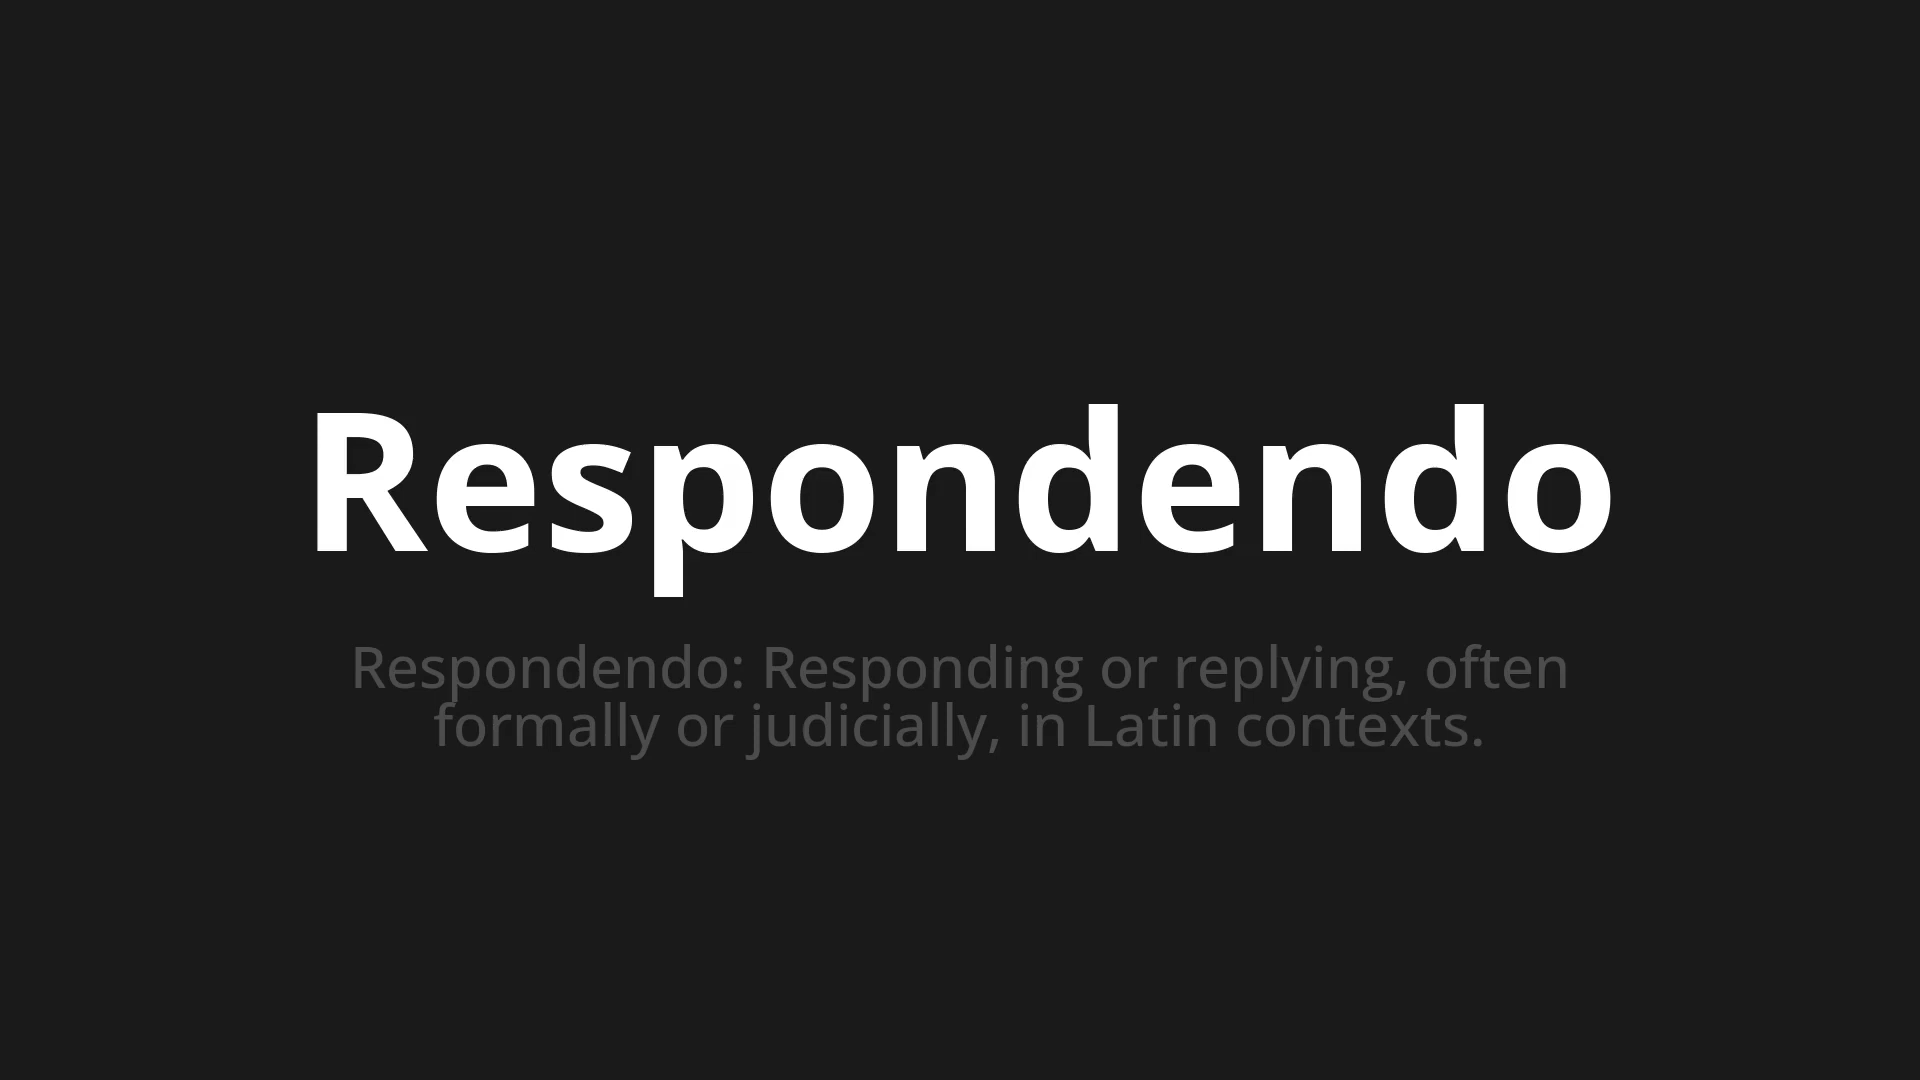 Respondendo
Respondendo: Responding or replying, often
formally or judicially, in Latin contexts.